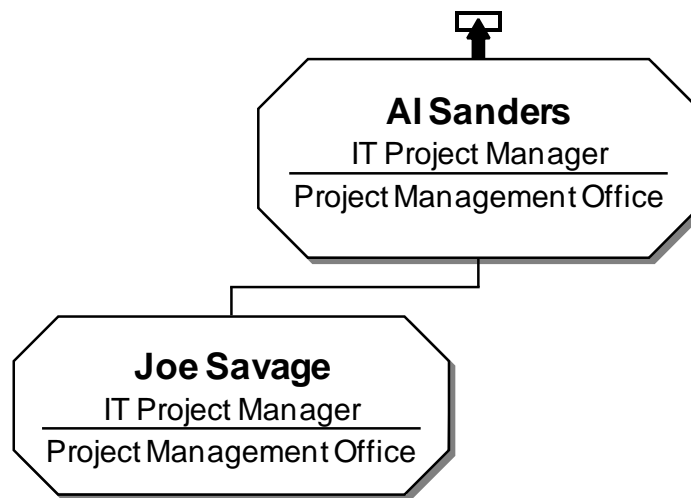 Al Sanders
IT Project Manager
Project Management Office
Joe Savage
IT Project Manager
Project Management Office